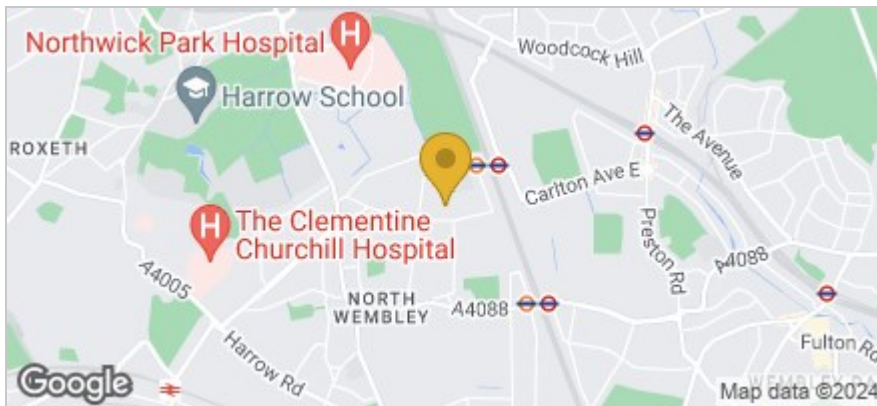 Northwick Park Hospital
H
Woodcock Hill
Harrow School
The Avenue
ROXETH
Carlton Ave E
H
The Clementine
Churchill Hospital
Preston Rd
A4088
A4005
NORTH
WEMBLEY
A4088
Harrow Rd
Fulton Rd
Google
Map data ©2024